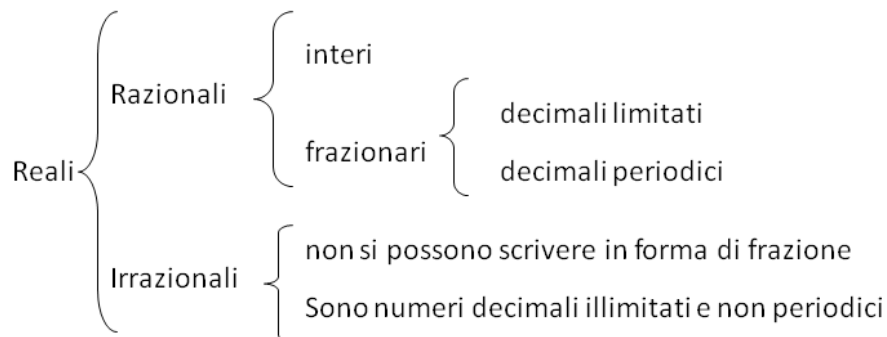 interi
Razionali
decimali limitati
frazionari
decimali periodici
Reali
non si possono scrivere in forma di frazione
Irrazionali
Sono numeri decimali illimitati e non periodici